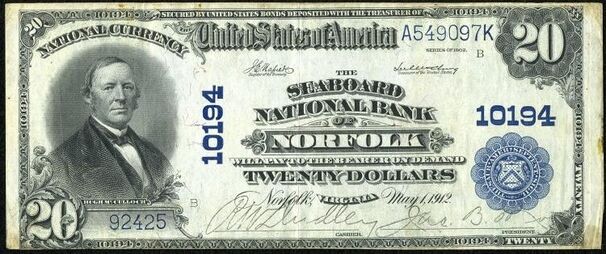 SECURED BY UNITED STATES BONDS DEPOSITED WITH THE TREASURER OF
20
NATIONAL CURRENCY
United States of America
A549097K
20
SERIES OF 1902.
B
THE
SEABOARD
NATIONAL BANK
OF
NORFOLK
10194
10194
WILL PAY TO THE BEARER ON DEMAND
TWENTY DOLLARS
HUGH McCULLOCH
B
Norfolk, VIRGINIA May 1, 1912
20
92425
CASHIER.
PRESIDENT.
10194
TWENTY